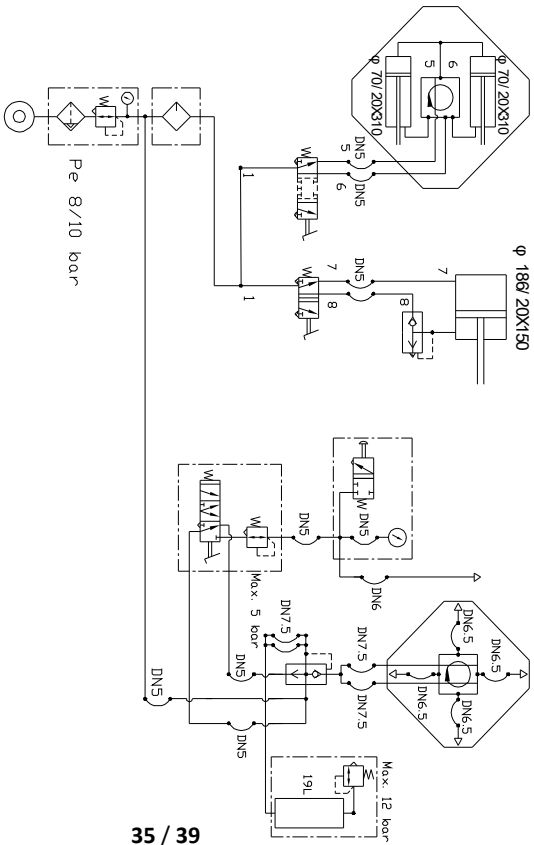 φ 70/ 20X310
5
6
φ 70/ 20X310
DN5
5
DN5
6
1
1
φ 186/ 20X150
7
DN5
8
7
8
Pe 8/10 bar
DN5
DN5
Max. 5 bar
DN6
DN7.5
DN5
DN5
DN5
DN7.5
DN7.5
DN6.5
DN6.5
DN6.5
DN6.5
Max. 12 bar
19L
35 / 39